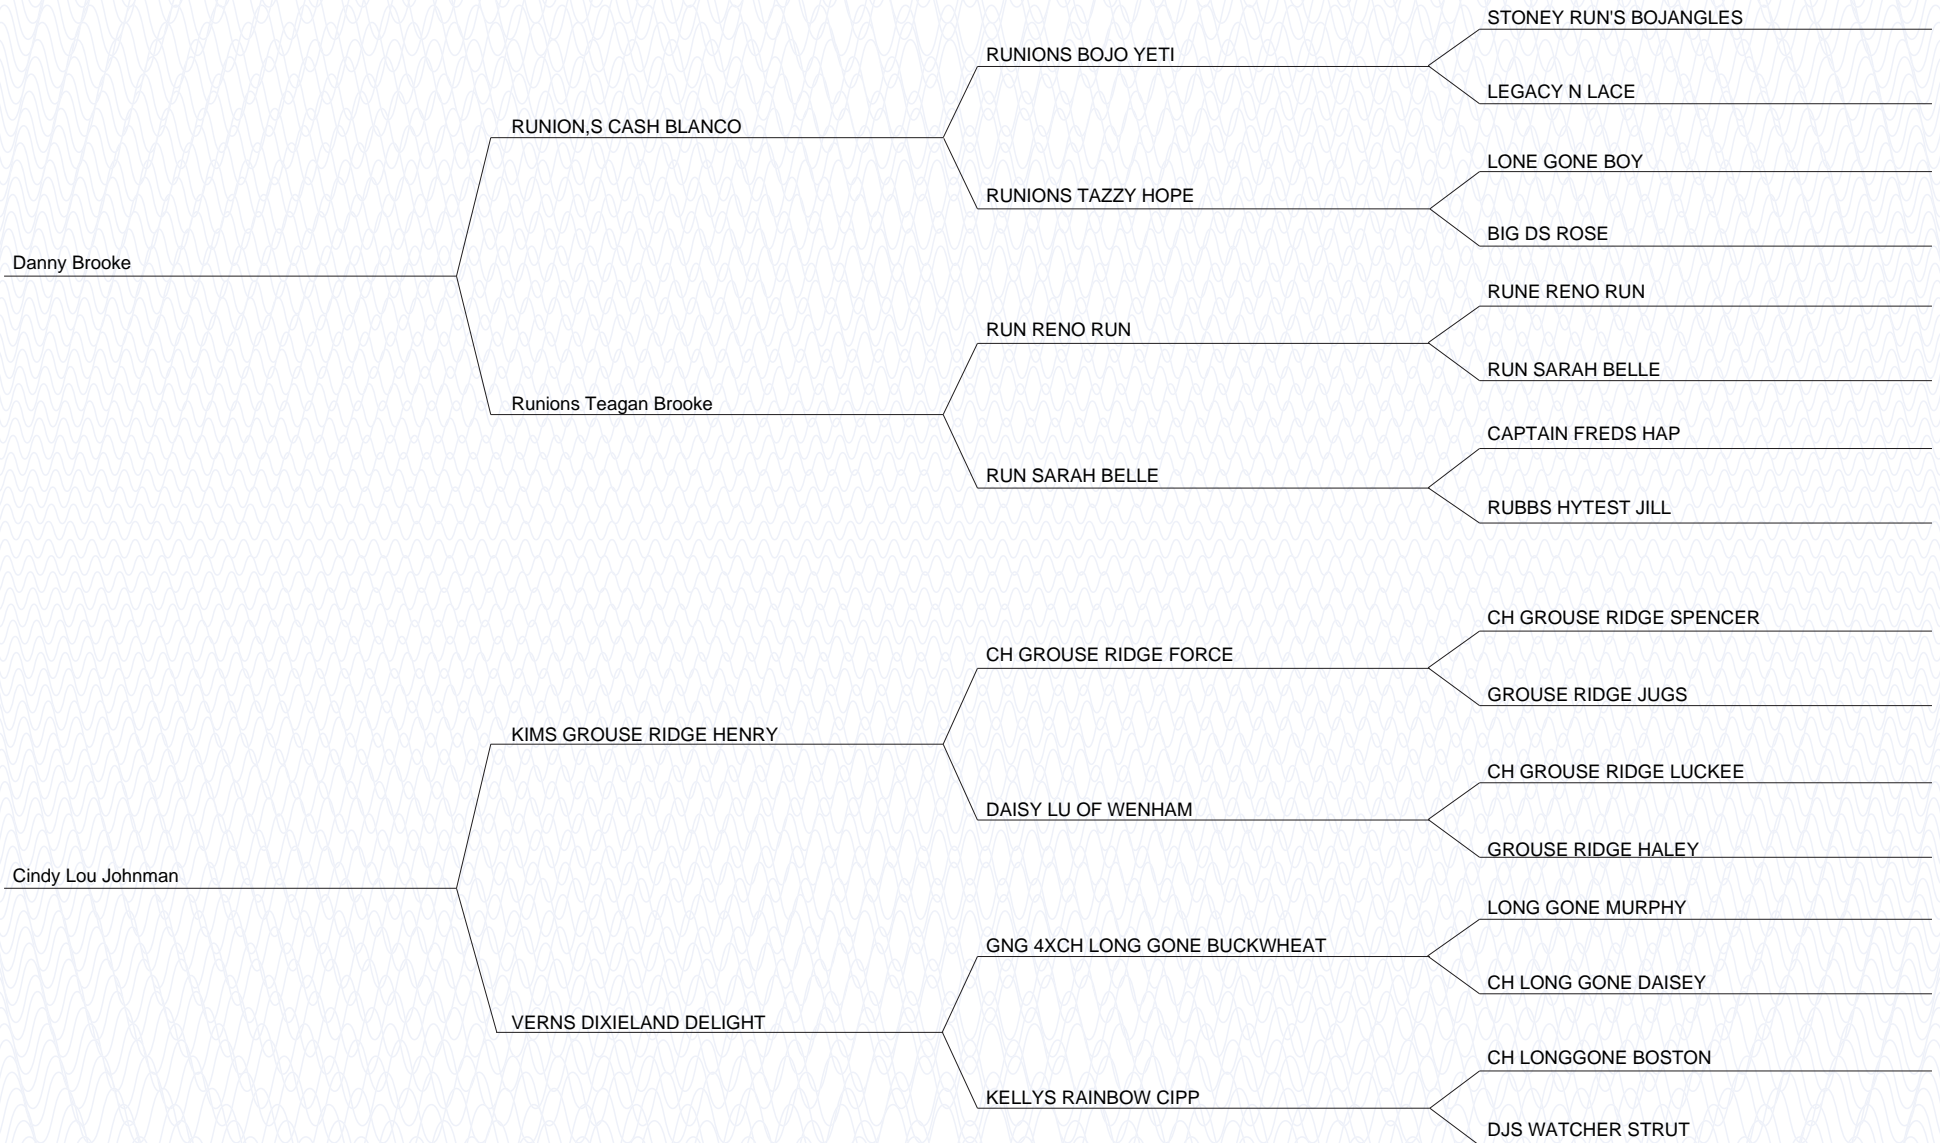 STONEY RUN'S BOJANGLES
RUNIONS BOJO YETI
LEGACY N LACE
RUNION,S CASH BLANCO
LONE GONE BOY
RUNIONS TAZZY HOPE
BIG DS ROSE
Danny Brooke
RUNE RENO RUN
RUN RENO RUN
RUN SARAH BELLE
Runions Teagan Brooke
CAPTAIN FREDS HAP
RUN SARAH BELLE
RUBBS HYTEST JILL
CH GROUSE RIDGE SPENCER
CH GROUSE RIDGE FORCE
GROUSE RIDGE JUGS
KIMS GROUSE RIDGE HENRY
CH GROUSE RIDGE LUCKEE
DAISY LU OF WENHAM
GROUSE RIDGE HALEY
Cindy Lou Johnman
LONG GONE MURPHY
GNG 4XCH LONG GONE BUCKWHEAT
CH LONG GONE DAISEY
VERNS DIXIELAND DELIGHT
CH LONGGONE BOSTON
KELLYS RAINBOW CIPP
DJS WATCHER STRUT